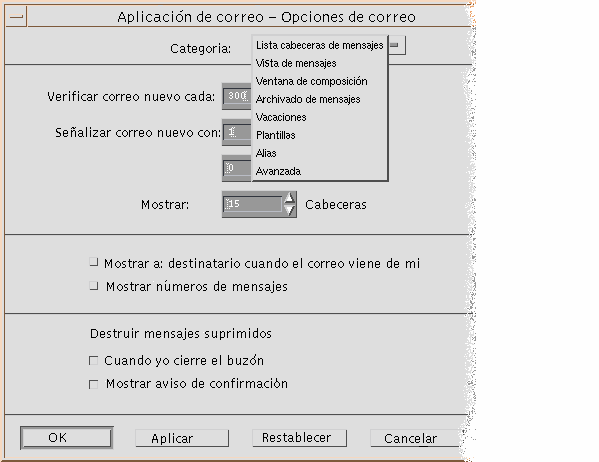 Aplicación de correo – Opciones de correo
Categoria:
Lista cabeceras de mensajes
Vista de mensajes
Ventana de composición
Archivado de mensajes
Vacaciones
Plantillas
Alias
Avanzada
Verificar correo nuevo cada: 300
Señalizar correo nuevo con: 1
0
Mostrar: 15 Cabeceras
Mostrar a: destinatario cuando el correo viene de mi
Mostrar números de mensajes
Destruir mensajes suprimidos
Cuando yo cierre el buzón
Mostrar aviso de confirmación
OK Aplicar Restablecer Cancelar